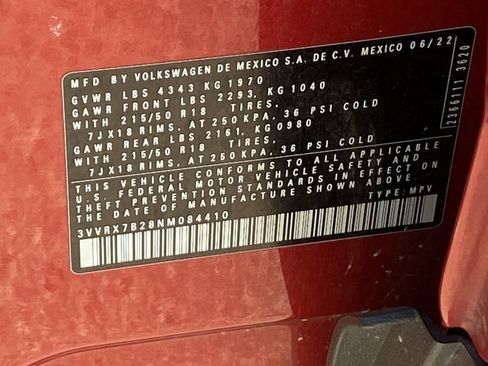 MFD BY VOLKSWAGEN DE MEXICO S.A. DE C.V. MEXICO 06/22
GVWR LBS 4343 KG 1970
GAWR FRONT LBS 2293, KG 1040
WITH 215/50 R18 TIRES,
7JX18 RIMS, AT 250 KPA, 36 PSI COLD
GAWR REAR LBS 2161, KG0980
WITH 215/50 R18 TIRES,
7JX18 RIMS, AT 250 KPA, 36 PSI COLD
THIS VEHICLE CONFORMS TO ALL APPLICABLE
U.S. FEDERAL MOTOR VEHICLE SAFETY AND
THEFT PREVENTION STANDARDS IN EFFECT ON
THE DATE OF MANUFACTURE SHOWN ABOVE.
3VVRX7B28NM084410 TYPE: MPV